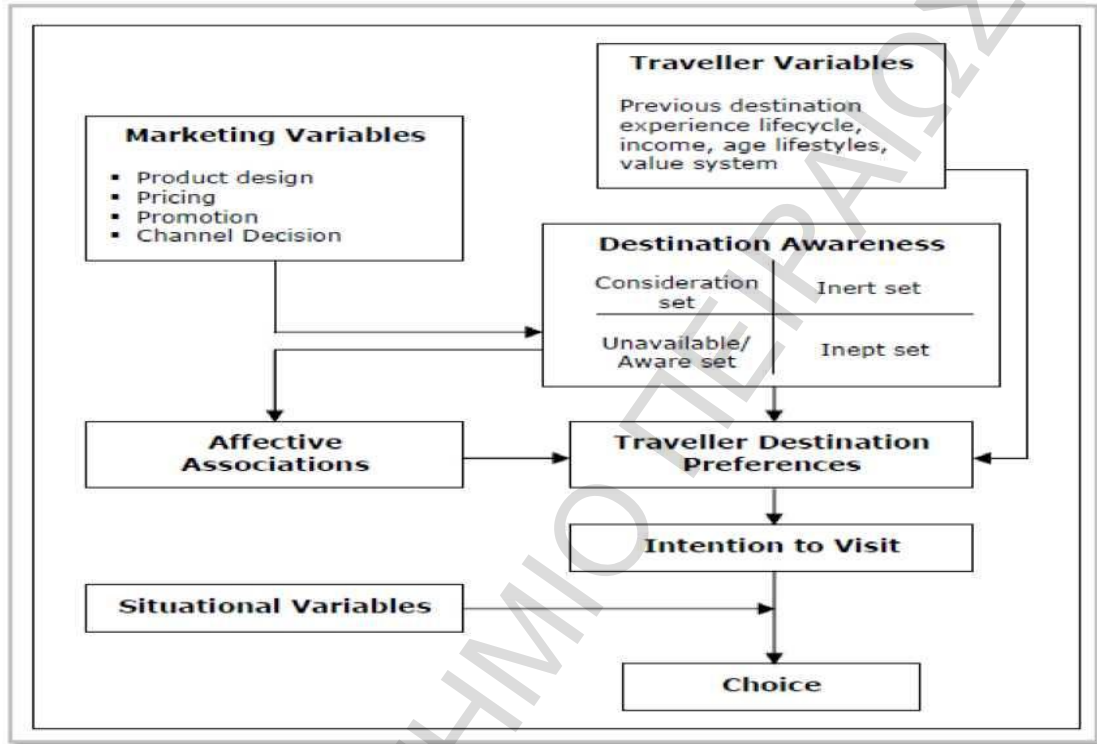 Traveller Variables
Previous destination
experience lifecycle,
income, age lifestyles,
value system
Marketing Variables
▪ Product design
▪ Pricing
▪ Promotion
▪ Channel Decision
Destination Awareness
Consideration
set
Inert set
Unavailable/
Aware set
Inept set
Affective
Associations
Traveller Destination
Preferences
Intention to Visit
Situational Variables
Choice
ΗΜΙΟ ΠΕΙΡΑΙΩΣ